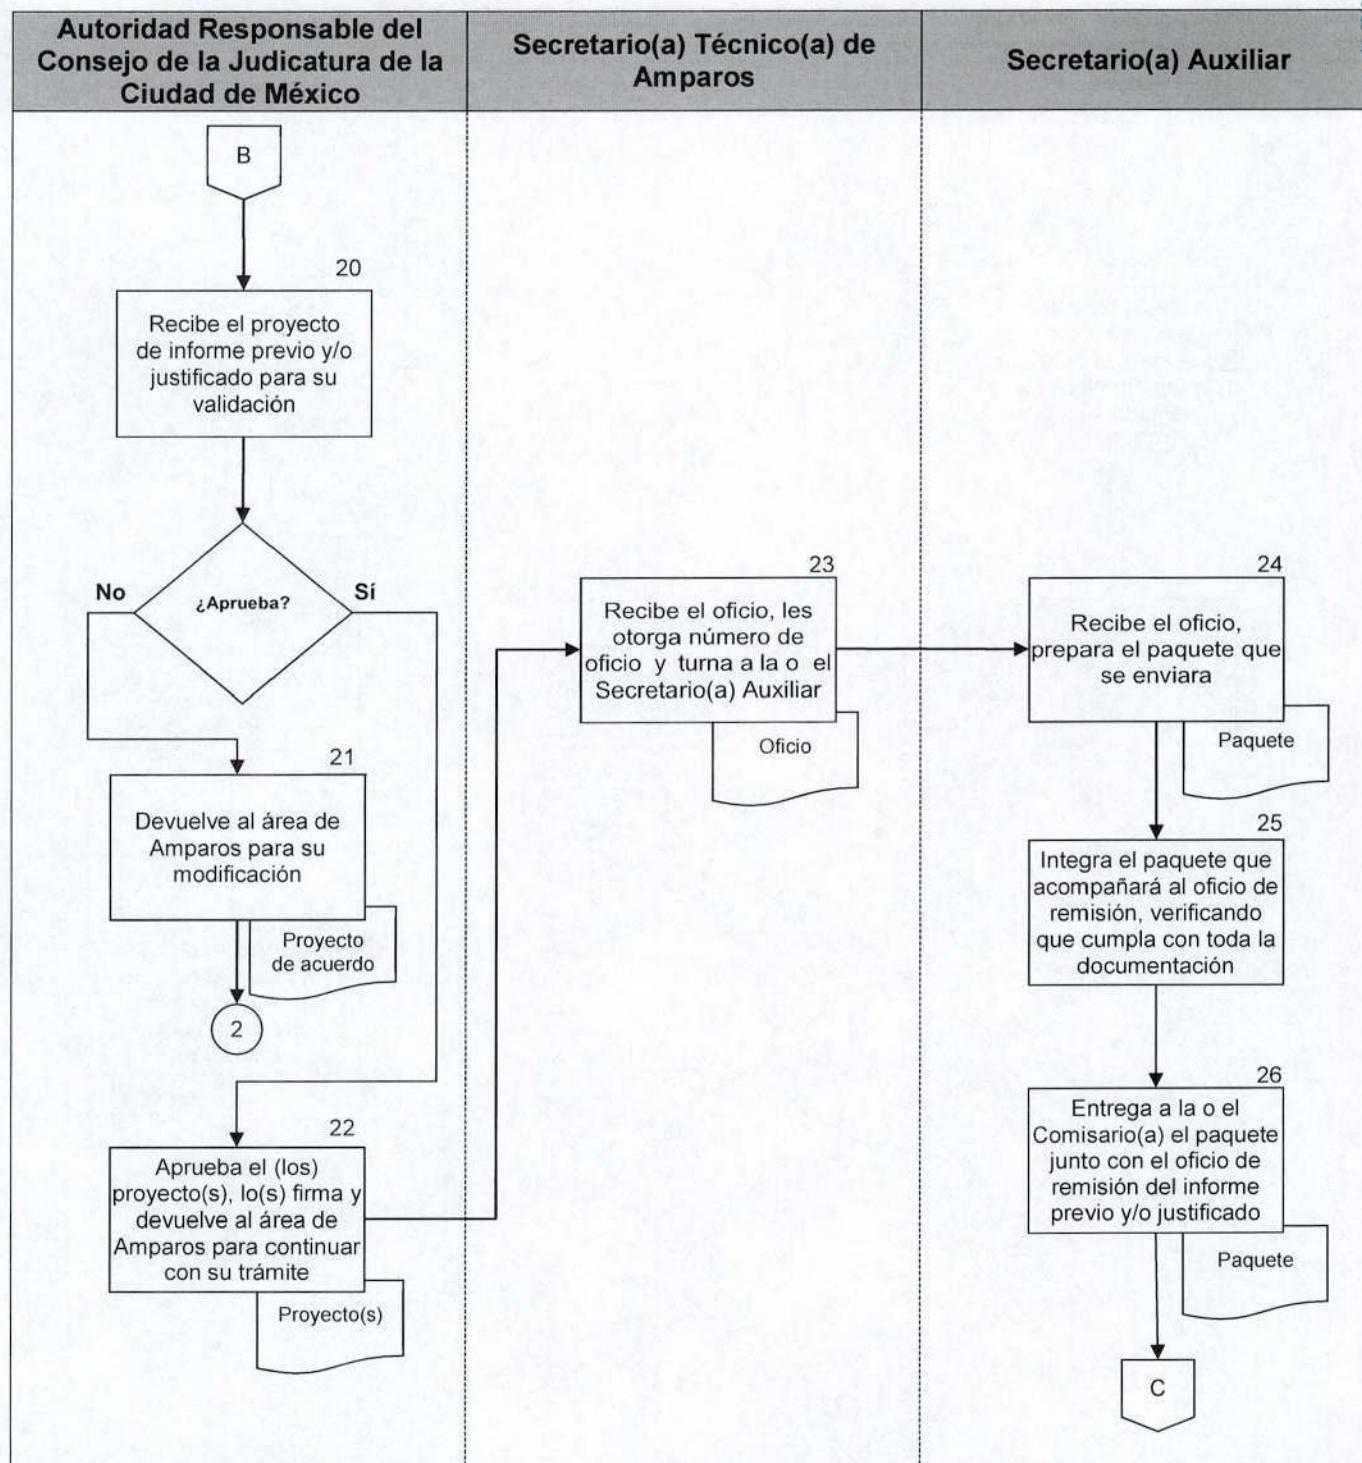 Autoridad Responsable del
Consejo de la Judicatura de la
Ciudad de México
Secretario(a) Técnico(a) de
Amparos
Secretario(a) Auxiliar
B
20
Recibe el proyecto
de informe previo y/o
justificado para su
validación
No
¿Aprueba?
Sí
21
Devuelve al área de
Amparos para su
modificación
Proyecto
de acuerdo
2
22
Aprueba el (los)
proyecto(s), lo(s) firma y
devuelve al área de
Amparos para continuar
con su trámite
Proyecto(s)
23
Recibe el oficio, les
otorga número de
oficio y turna a la o el
Secretario(a) Auxiliar
Oficio
24
Recibe el oficio,
prepara el paquete que
se enviara
Paquete
25
Integra el paquete que
acompañará al oficio de
remisión, verificando
que cumpla con toda la
documentación
26
Entrega a la o el
Comisario(a) el paquete
junto con el oficio de
remisión del informe
previo y/o justificado
Paquete
C